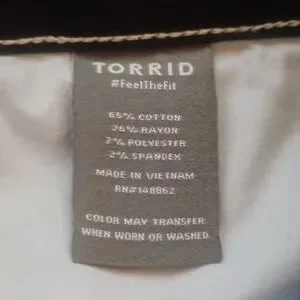 TORRID
#FeelTheFit
65% COTTON
26% RAYON
7% POLYESTER
2% SPANDEX
MADE IN VIETNAM
RN#148862
COLOR MAY TRANSFER
WHEN WORN OR WASHED.